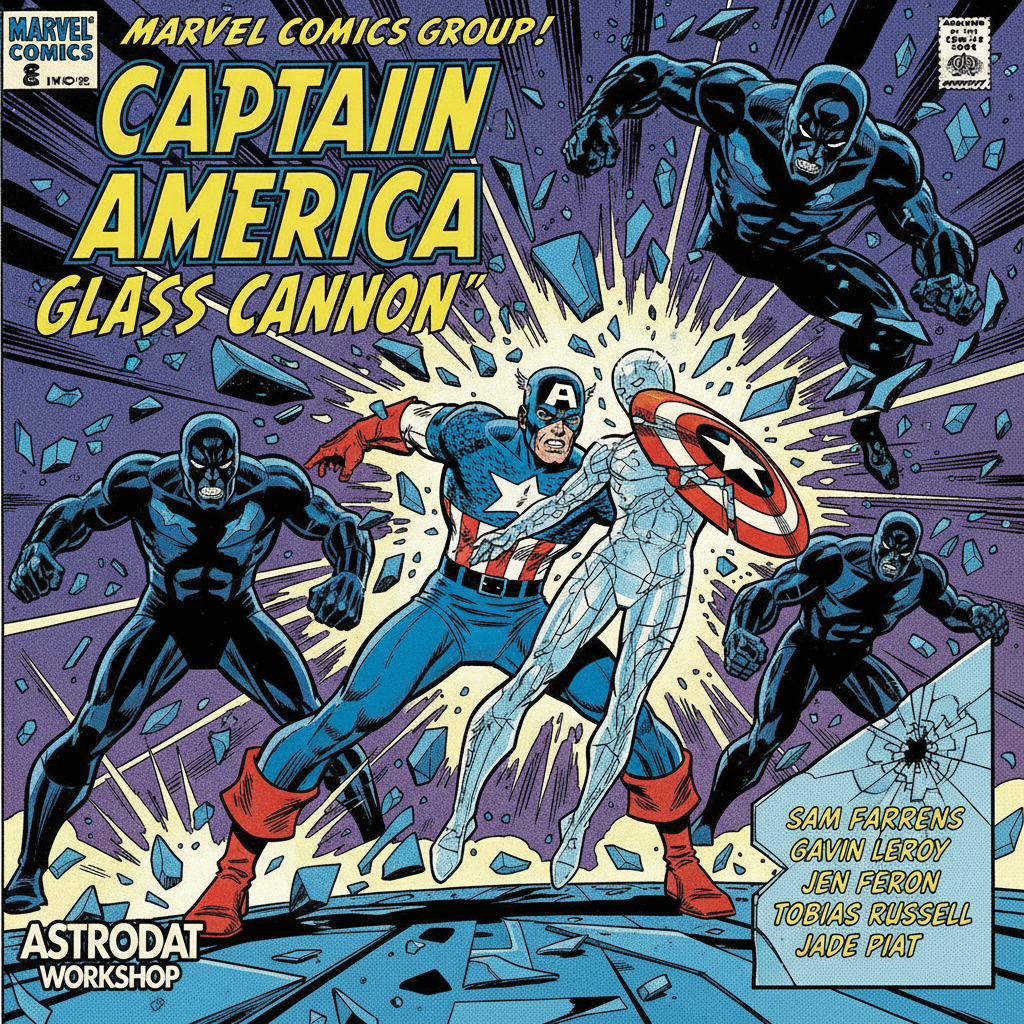 MARVEL
COMICS
MARVEL COMICS GROUP!
CAPTAIIN
AMERICA
GLASS CANNON"
A
SAM FARRENS
GAVIN LEROY
JEN FERON
TOBIAS RUSSELL
JADE PIAT
ASTRODAT
WORKSHOP